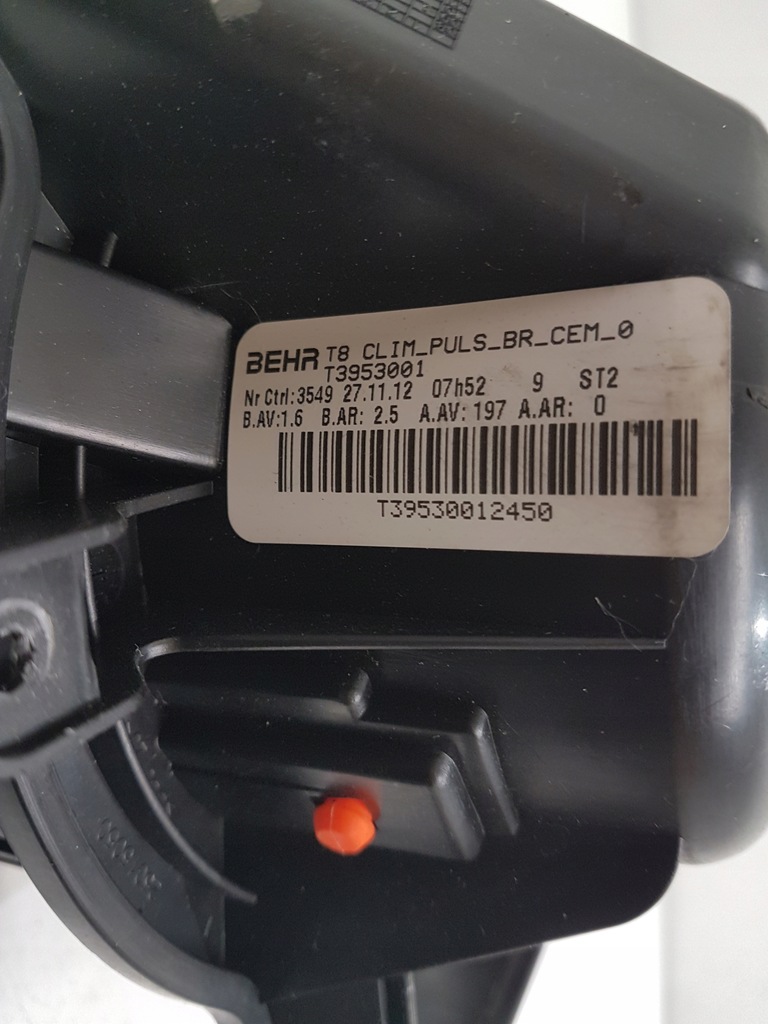 BEHR T8 CLIM_PULS_BR_CEM_0
T3953001
Nr Ctrl:3549 27.11.12 07h52 9 ST2
B.AV:1.6 B.AR: 2.5 A.AV: 197 A.AR: 0
T39530012450